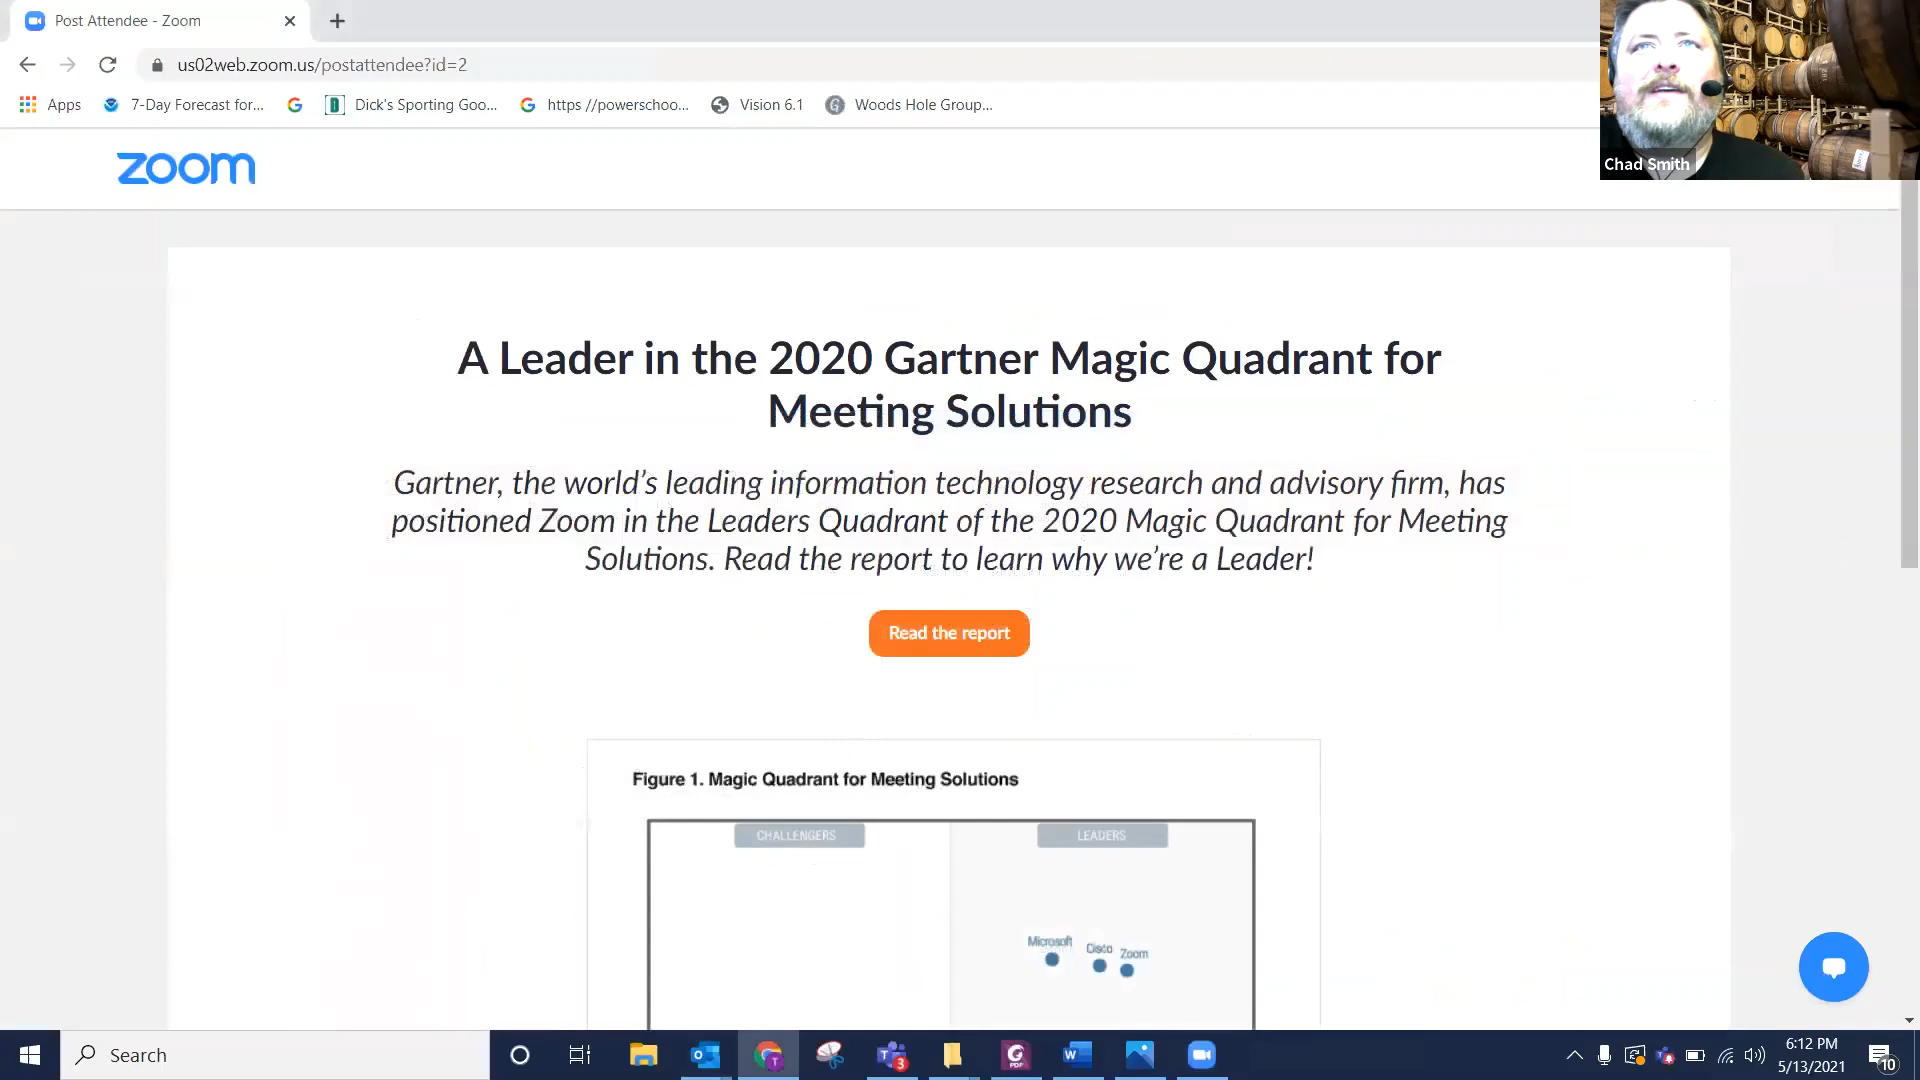 Post Attendee - Zoom
us02web.zoom.us/postattendee?id=2
Apps 7-Day Forecast for... Dick's Sporting Goo... https //powerschoo... Vision 6.1 Woods Hole Group...
Chad Smith
zoom
A Leader in the 2020 Gartner Magic Quadrant for
Meeting Solutions
Gartner, the world's leading information technology research and advisory firm, has
positioned Zoom in the Leaders Quadrant of the 2020 Magic Quadrant for Meeting
Solutions. Read the report to learn why we're a Leader!
Read the report
Figure 1. Magic Quadrant for Meeting Solutions
CHALLENGERS LEADERS
Microsoft Cisco Zoom
Search
3
PDF
6:12 PM
5/13/2021
10